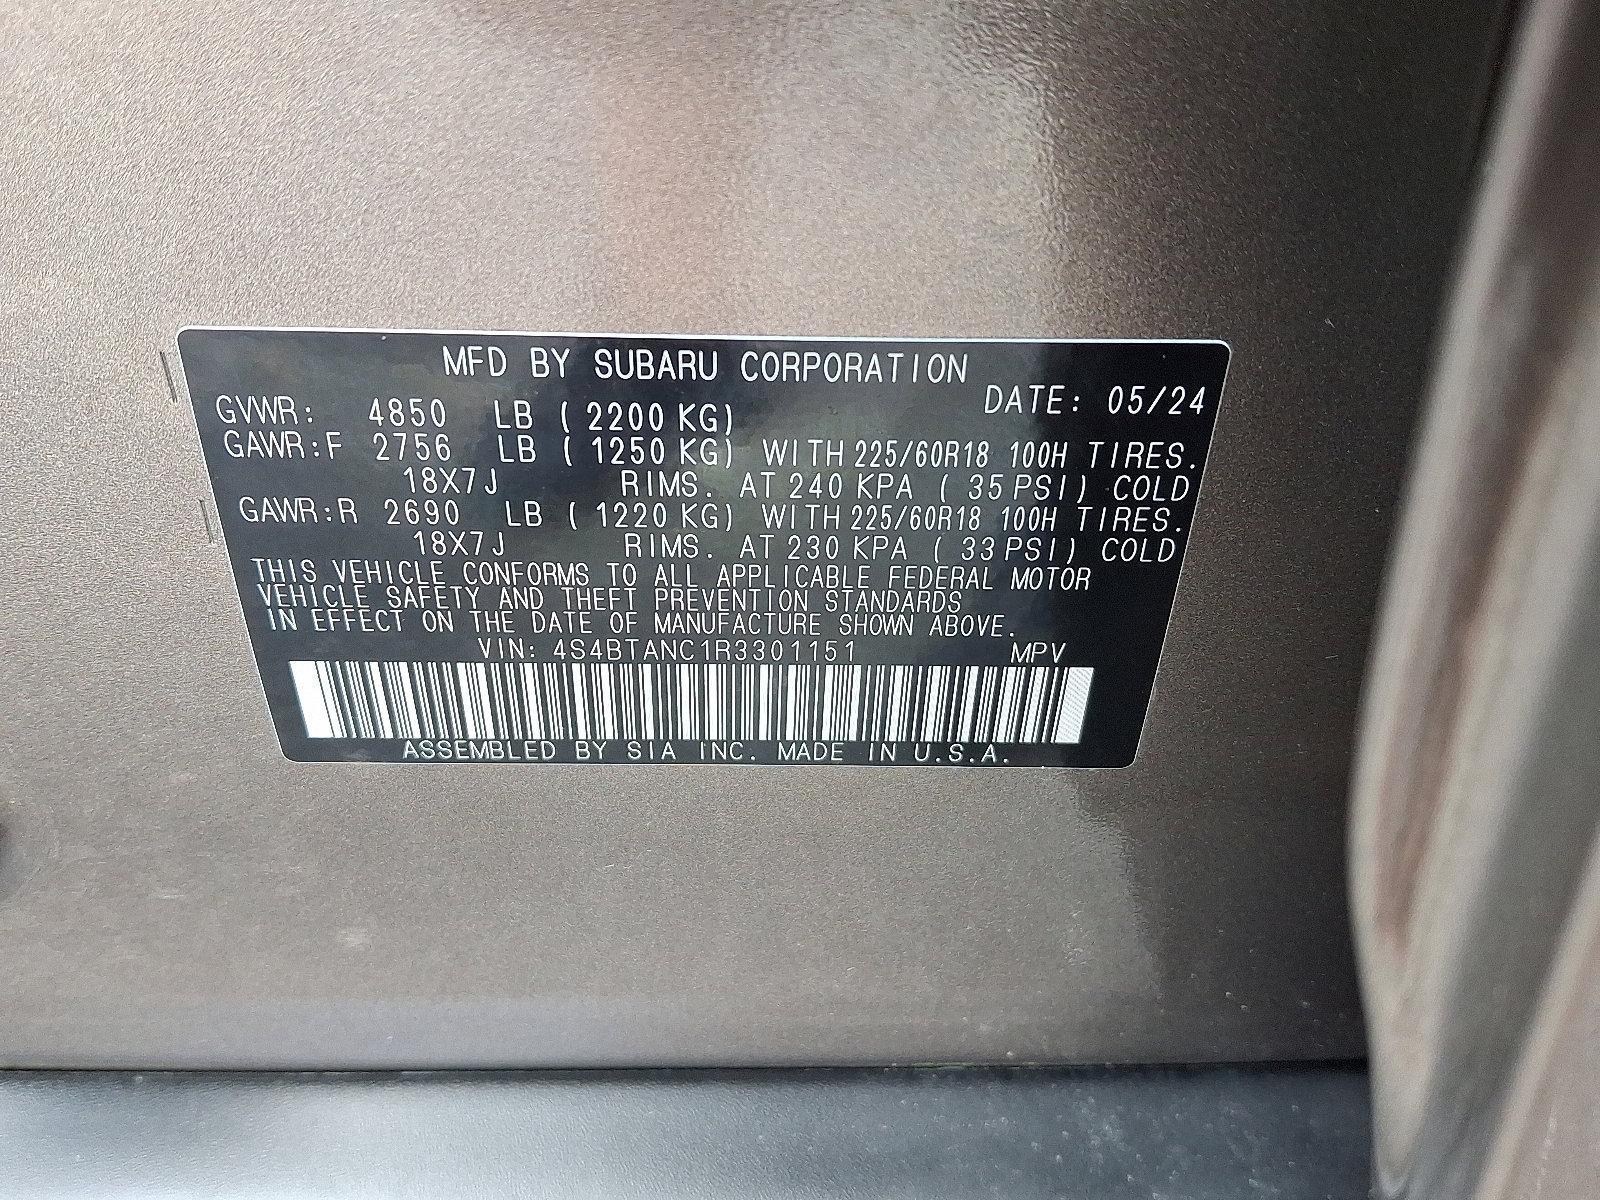 MFD BY SUBARU CORPORATION
DATE: 05/24
GVWR: 4850 LB ( 2200 KG)
GAWR:F 2756 LB ( 1250 KG) WITH 225/60R18 100H TIRES.
18X7J RIMS. AT 240 KPA ( 35 PSI) COLD
GAWR:R 2690 LB ( 1220 KG) WITH 225/60R18 100H TIRES.
18X7J RIMS. AT 230 KPA ( 33 PSI) COLD
THIS VEHICLE CONFORMS TO ALL APPLICABLE FEDERAL MOTOR
VEHICLE SAFETY AND THEFT PREVENTION STANDARDS
IN EFFECT ON THE DATE OF MANUFACTURE SHOWN ABOVE.
VIN: 4S4BTANC1R3301151 MPV
ASSEMBLED BY SIA INC. MADE IN U.S.A.